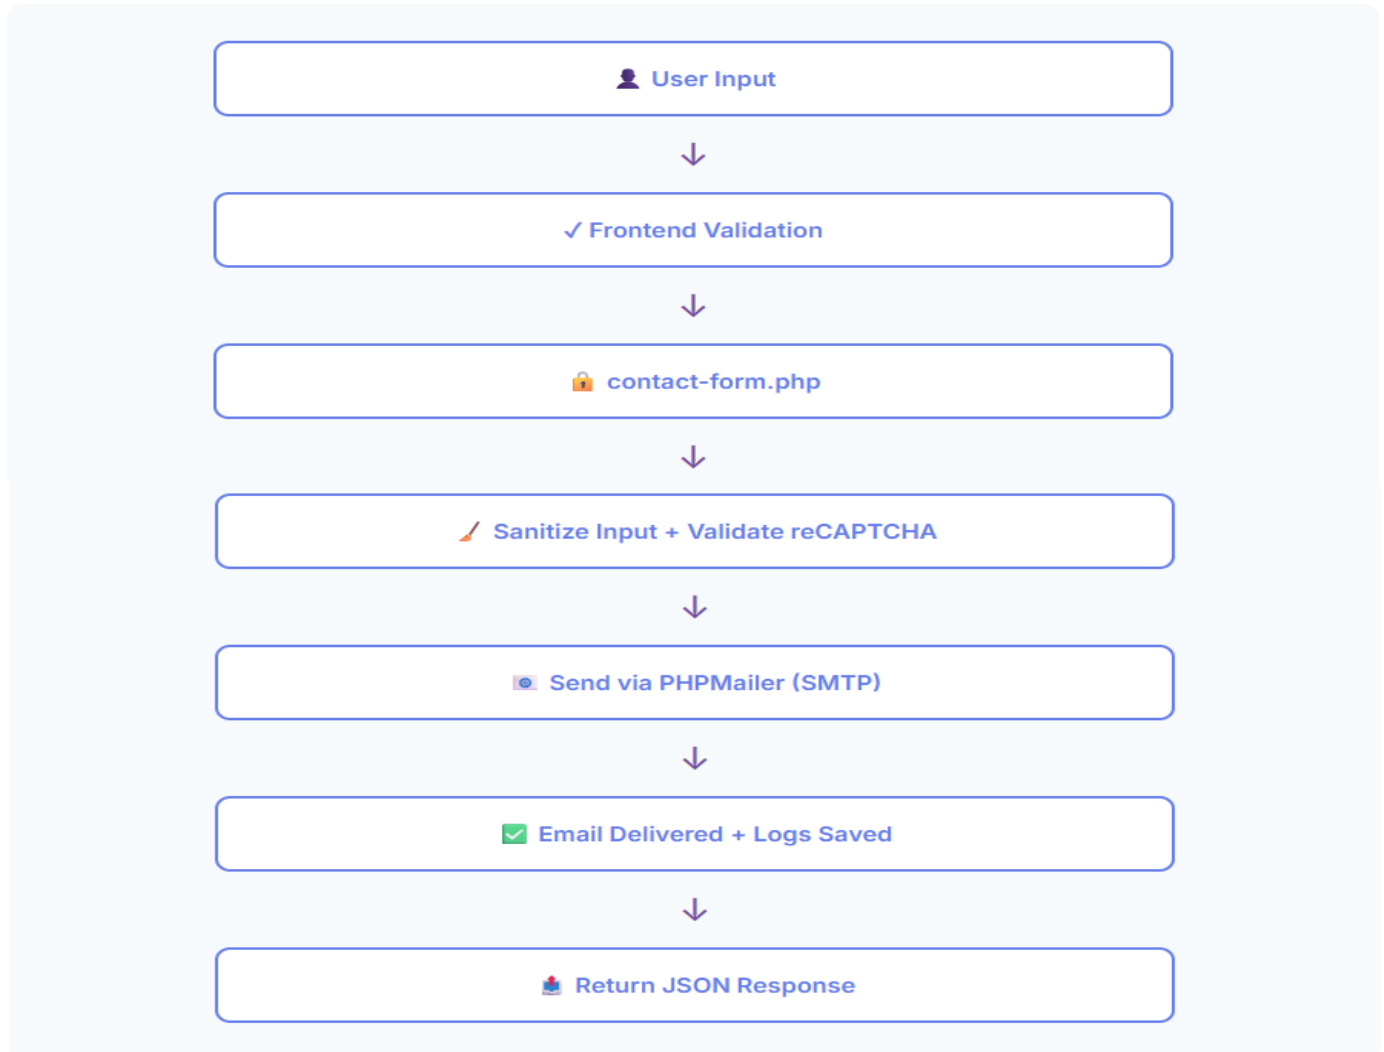 User Input
Frontend Validation
contact-form.php
Sanitize Input + Validate reCAPTCHA
Send via PHPMailer (SMTP)
Email Delivered + Logs Saved
Return JSON Response